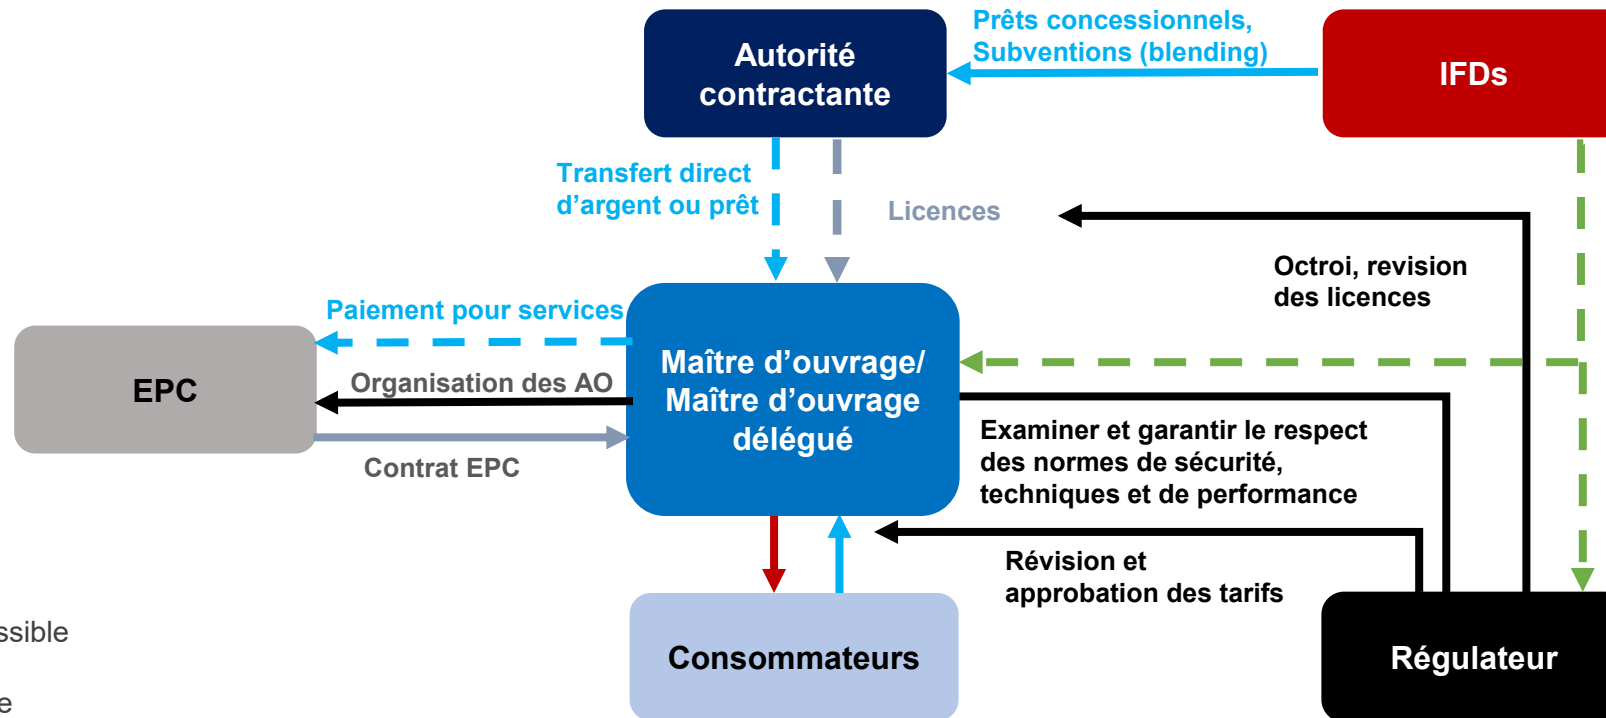 Prêts concessionnels,
Subventions (blending)
Autorité
contractante
IFDs
Transfert direct
d’argent ou prêt
Licences
Octroi, revision
des licences
Paiement pour services
EPC
Organisation des AO
Contrat EPC
Maître d’ouvrage/
Maître d’ouvrage
délégué
Examiner et garantir le respect
des normes de sécurité,
techniques et de performance
Révision et
approbation des tarifs
Consommateurs
Régulateur